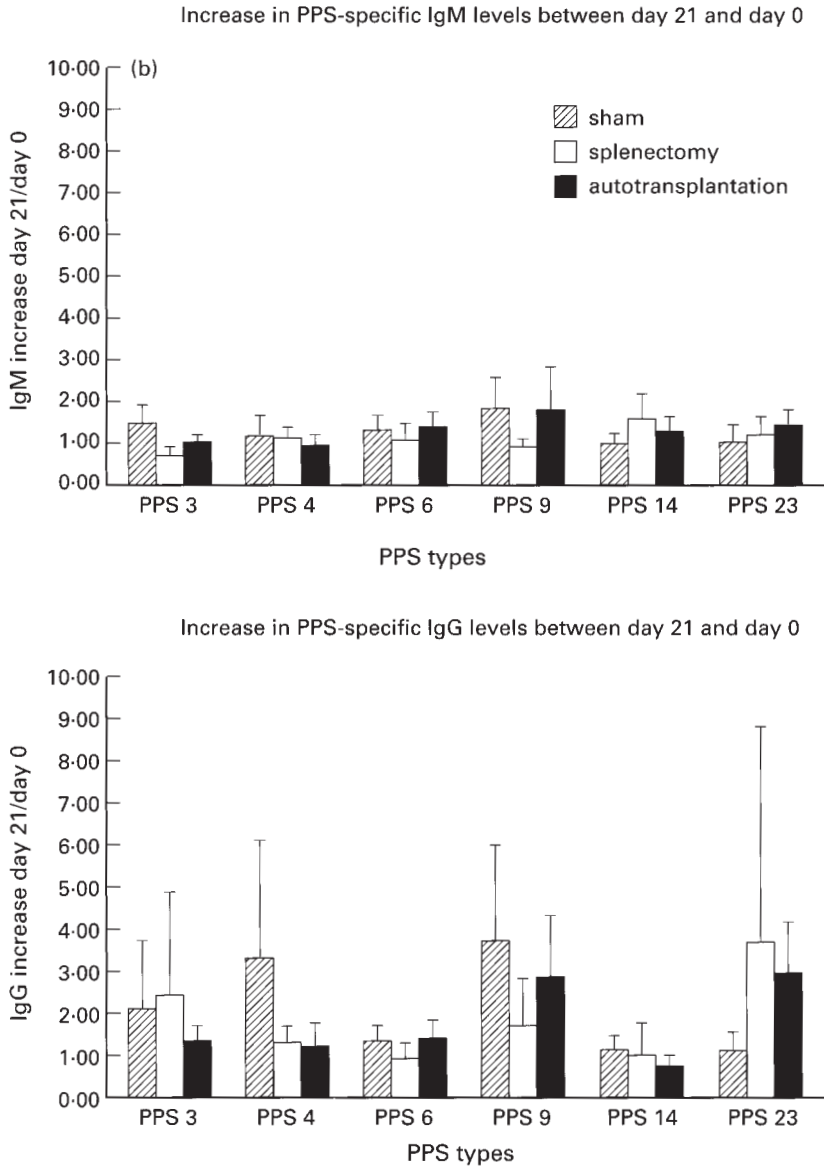 Increase in PPS-specific IgM levels between day 21 and day 0
(b)
IgM increase day 21/day 0
10·00
9·00
8·00
7·00
6·00
5·00
4·00
3·00
2·00
1·00
0·00
sham
splenectomy
autotransplantation
PPS 3 PPS 4 PPS 6 PPS 9 PPS 14 PPS 23
PPS types
Increase in PPS-specific IgG levels between day 21 and day 0
IgG increase day 21/day 0
10·00
9·00
8·00
7·00
6·00
5·00
4·00
3·00
2·00
1·00
0·00
PPS 3 PPS 4 PPS 6 PPS 9 PPS 14 PPS 23
PPS types